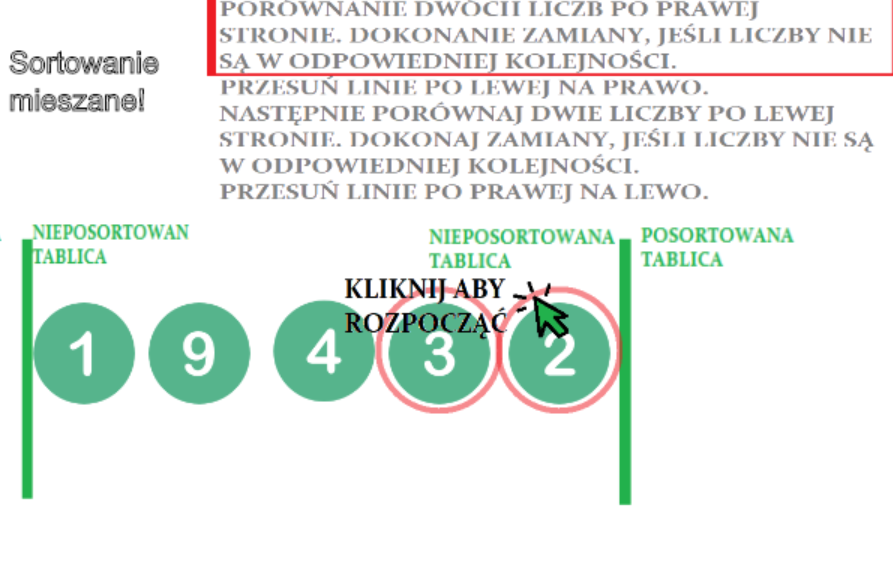 PORÓWNANIE DWÓCH LICZB PO PRAWEJ
STRONIE. DOKONANIE ZAMIANY, JEŚLI LICZBY NIE
SĄ W ODPOWIEDNIEJ KOLEJNOŚCI.
PRZESUŃ LINIE PO LEWEJ NA PRAWO.
NASTĘPNIE PORÓWNAJ DWIE LICZBY PO LEWEJ
STRONIE. DOKONAJ ZAMIANY, JEŚLI LICZBY NIE SĄ
W ODPOWIEDNIEJ KOLEJNOŚCI.
PRZESUŃ LINIE PO PRAWEJ NA LEWO.
Sortowanie
mieszane!
NIEPOSORTOWAN
TABLICA
NIEPOSORTOWANA
TABLICA
POSORTOWANA
TABLICA
KLIKNIJ ABY
ROZPOCZĄĆ
1 9 4 3 2